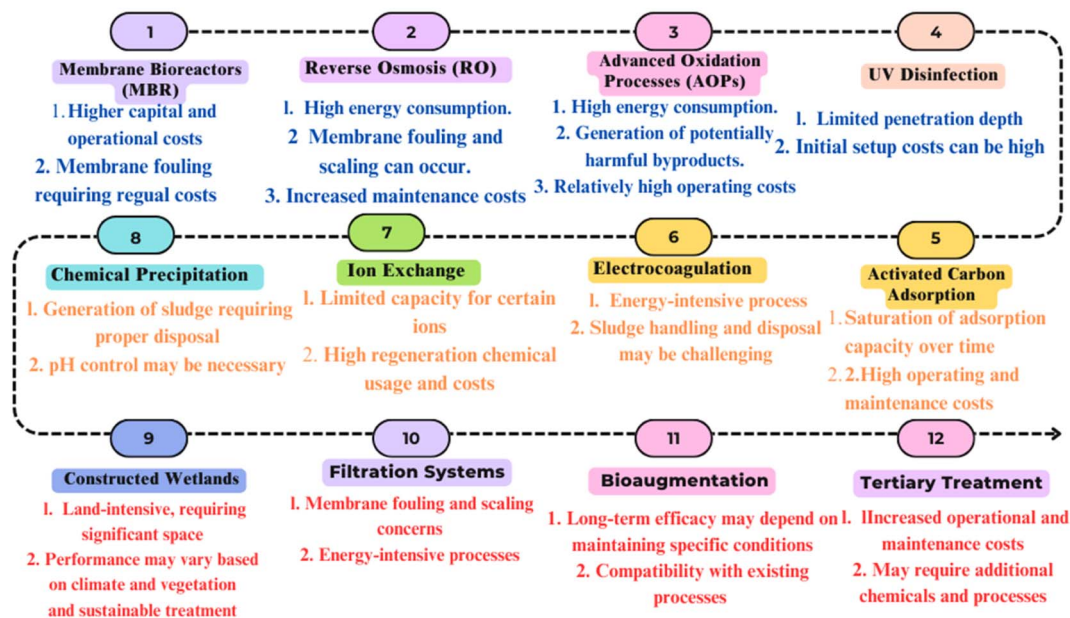 1
Membrane Bioreactors
(MBR)
1. Higher capital and
operational costs
2. Membrane fouling
requiring regual costs
2
Reverse Osmosis (RO)
1. High energy consumption.
2 Membrane fouling and
scaling can occur.
3. Increased maintenance costs
3
Advanced Oxidation
Processes (AOPs)
1. High energy consumption.
2. Generation of potentially
harmful byproducts.
3. Relatively high operating costs
4
UV Disinfection
1. Limited penetration depth
2. Initial setup costs can be high
8
Chemical Precipitation
1. Generation of sludge requiring
proper disposal
2. pH control may be necessary
7
Ion Exchange
1. Limited capacity for certain
ions
2. High regeneration chemical
usage and costs
6
Electrocoagulation
1. Energy-intensive process
2. Sludge handling and disposal
may be challenging
5
Activated Carbon
Adsorption
1. Saturation of adsorption
capacity over time
2. 2.High operating and
maintenance costs
9
Constructed Wetlands
1. Land-intensive, requiring
significant space
2. Performance may vary based
on climate and vegetation
and sustainable treatment
10
Filtration Systems
1. Membrane fouling and scaling
concerns
2. Energy-intensive processes
11
Bioaugmentation
1. Long-term efficacy may depend on
maintaining specific conditions
2. Compatibility with existing
processes
12
Tertiary Treatment
1. 1Increased operational and
maintenance costs
2. May require additional
chemicals and processes